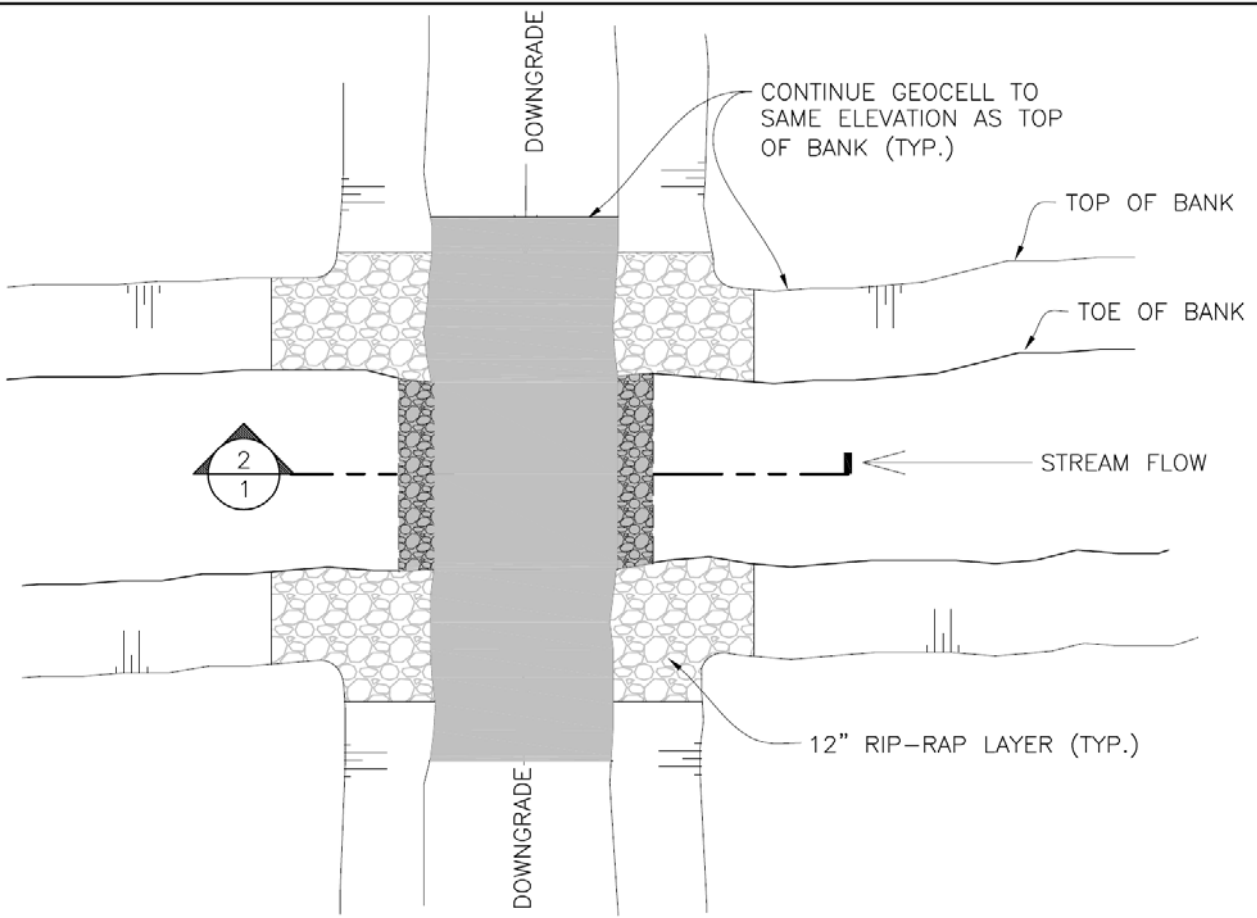 DOWNGRADE
CONTINUE GEOCELL TO
SAME ELEVATION AS TOP
OF BANK (TYP.)
TOP OF BANK
TOE OF BANK
2
1
STREAM FLOW
12" RIP-RAP LAYER (TYP.)
DOWNGRADE